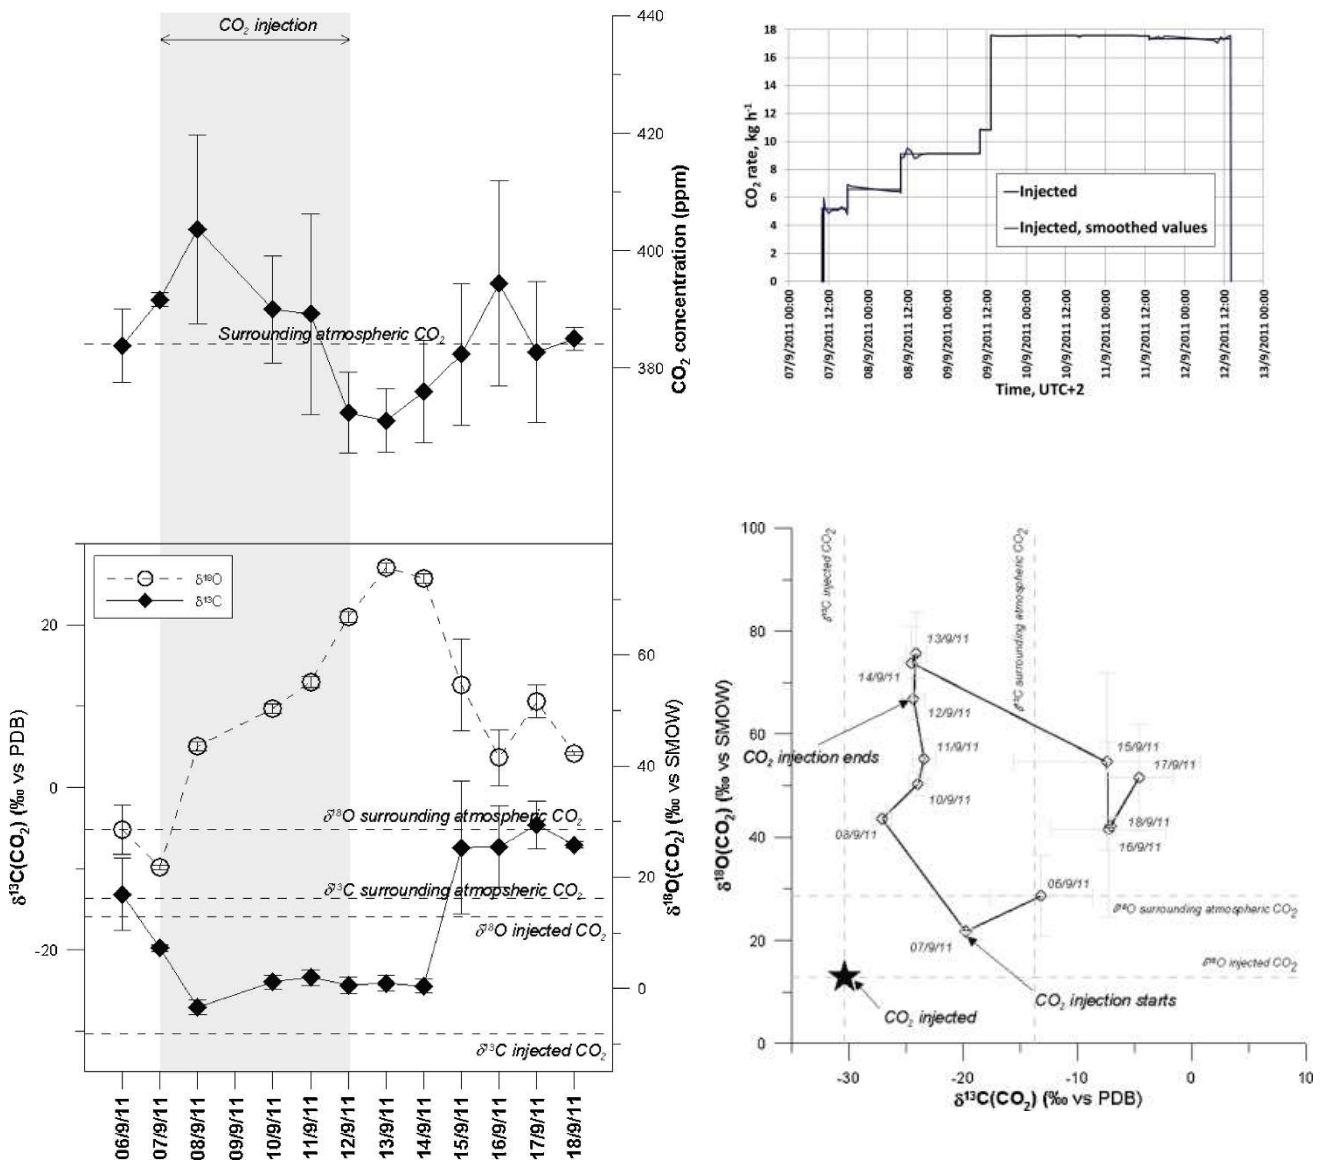 CO₂ injection
440
420
400
380
CO₂ concentration (ppm)
Surrounding atmospheric CO₂
δ¹⁸O
δ¹³C
20
0
-20
δ¹³C(CO₂) (‰ vs PDB)
60
40
20
0
δ¹⁸O(CO₂) (‰ vs SMOW)
δ¹⁸O surrounding atmospheric CO₂
δ¹³C surrounding atmopsheric CO₂
δ¹⁸O injected CO₂
δ¹³C injected CO₂
06/9/11
07/9/11
08/9/11
09/9/11
10/9/11
11/9/11
12/9/11
13/9/11
14/9/11
15/9/11
16/9/11
17/9/11
18/9/11
18
16
14
12
10
8
6
4
2
0
CO₂ rate, kg h⁻¹
Injected
Injected, smoothed values
07/9/2011 00:00
07/9/2011 12:00
08/9/2011 00:00
08/9/2011 12:00
09/9/2011 00:00
09/9/2011 12:00
10/9/2011 00:00
10/9/2011 12:00
11/9/2011 00:00
11/9/2011 12:00
12/9/2011 00:00
12/9/2011 12:00
13/9/2011 00:00
Time, UTC+2
100
80
60
40
20
0
δ¹⁸O(CO₂) (‰ vs SMOW)
δ¹³C injected CO₂
δ¹³C surrounding atmospheric CO₂
13/9/11
14/9/11
12/9/11
CO₂ injection ends
11/9/11
10/9/11
08/9/11
15/9/11
17/9/11
18/9/11
16/9/11
06/9/11
δ¹⁸O surrounding atmospheric CO₂
07/9/11
δ¹⁸O injected CO₂
CO₂ injection starts
CO₂ injected
-30
-20
-10
0
10
δ¹³C(CO₂) (‰ vs PDB)